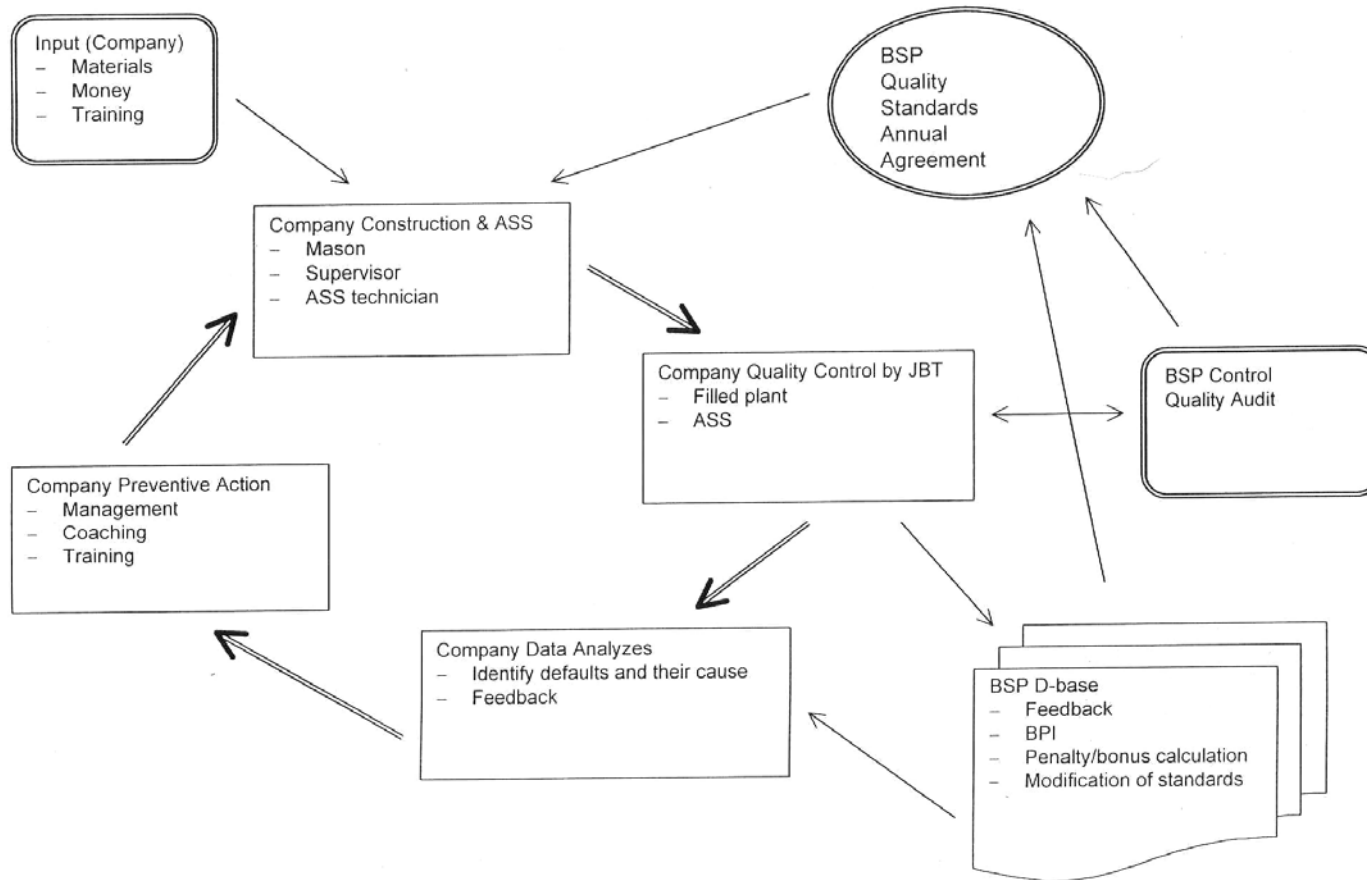 Input (Company)
– Materials
– Money
– Training
BSP
Quality
Standards
Annual
Agreement
Company Construction & ASS
– Mason
– Supervisor
– ASS technician
Company Quality Control by JBT
– Filled plant
– ASS
BSP Control
Quality Audit
Company Preventive Action
– Management
– Coaching
– Training
Company Data Analyzes
– Identify defaults and their cause
– Feedback
BSP D-base
– Feedback
– BPI
– Penalty/bonus calculation
– Modification of standards